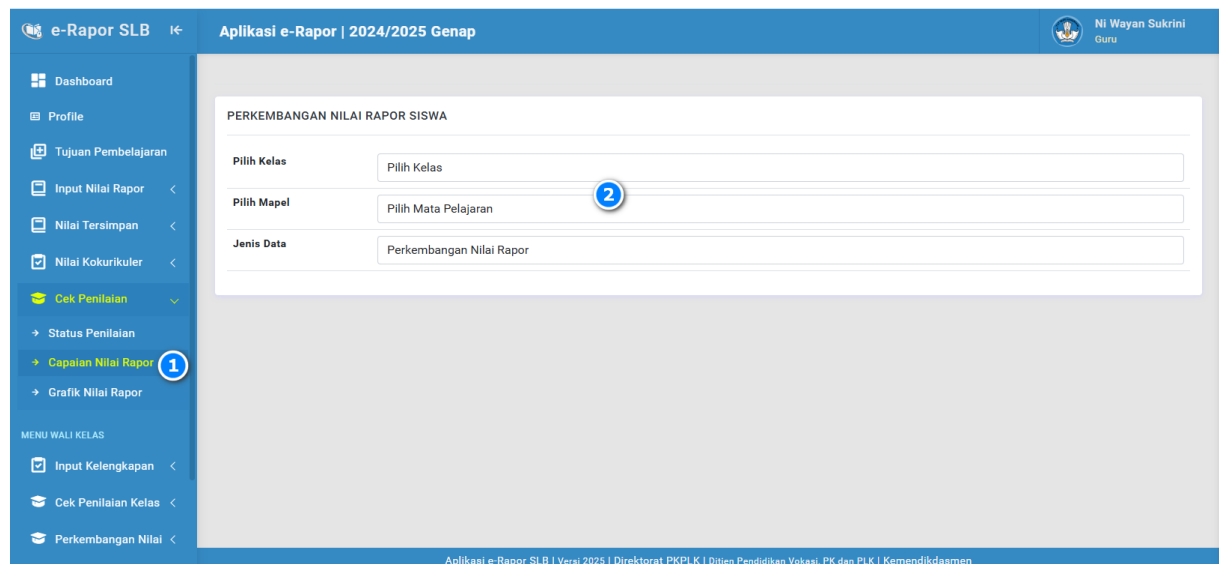 e-Rapor SLB
Aplikasi e-Rapor | 2024/2025 Genap
Ni Wayan Sukrini
Guru
Dashboard
Profile
Tujuan Pembelajaran
Input Nilai Rapor
Nilai Tersimpan
Nilai Kokurikuler
Cek Penilaian
Status Penilaian
Capaian Nilai Rapor
1
Grafik Nilai Rapor
MENU WALI KELAS
Input Kelengkapan
Cek Penilaian Kelas
Perkembangan Nilai
PERKEMBANGAN NILAI RAPOR SISWA
Pilih Kelas
Pilih Kelas
2
Pilih Mapel
Pilih Mata Pelajaran
Jenis Data
Perkembangan Nilai Rapor
Aplikasi e-Rapor SLB | Versi 2025 | Direktorat PKPLK | Ditjen Pendidikan Vokasi, PK dan PLK | Kemendikdasmen